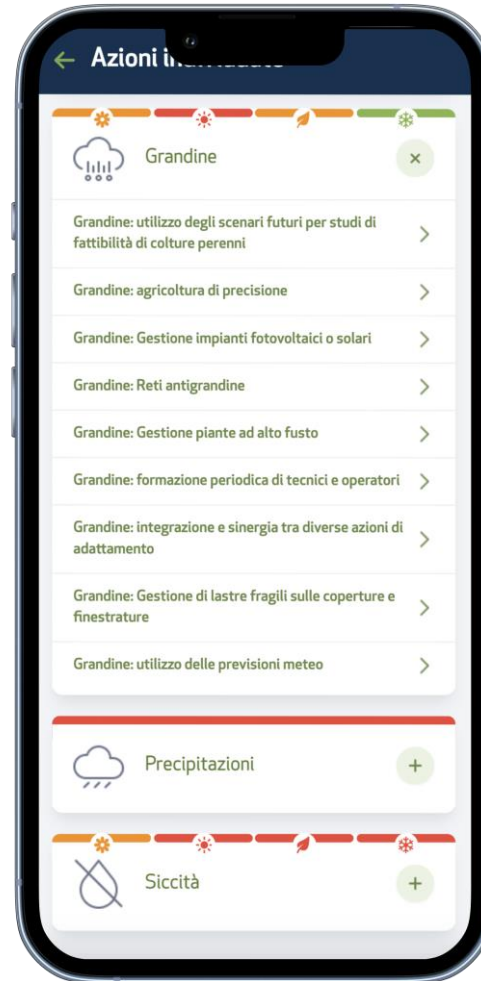 Azioni
Grandine
Grandine: utilizzo degli scenari futuri per studi di
fattibilità di colture perenni
Grandine: agricoltura di precisione
Grandine: Gestione impianti fotovoltaici o solari
Grandine: Reti antigrandine
Grandine: Gestione piante ad alto fusto
Grandine: formazione periodica di tecnici e operatori
Grandine: integrazione e sinergia tra diverse azioni di
adattamento
Grandine: Gestione di lastre fragili sulle coperture e
finestrature
Grandine: utilizzo delle previsioni meteo
Precipitazioni
Siccità